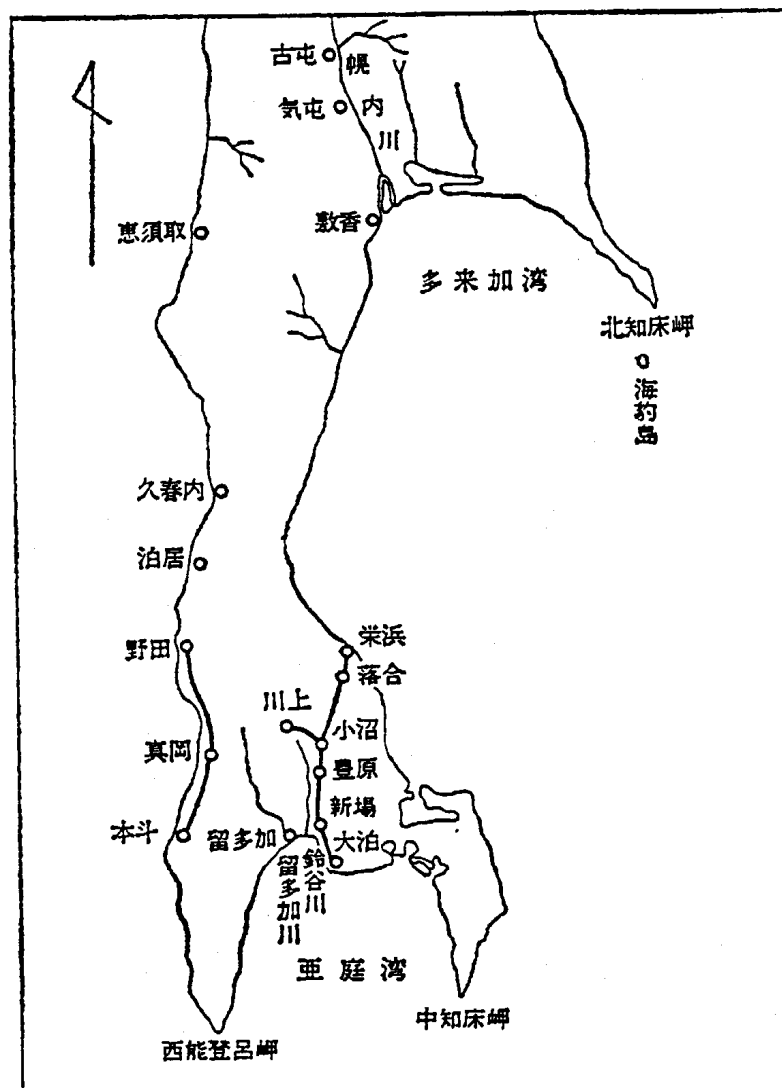 古屯
幌内川
気屯
敷香
恵須取
多来加湾
北知床岬
海豹島
久春内
泊居
野田
栄浜
落合
川上
小沼
真岡
豊原
新場
本斗
留多加
大泊
鈴谷川
留多加川
亜庭湾
中知床岬
西能登呂岬